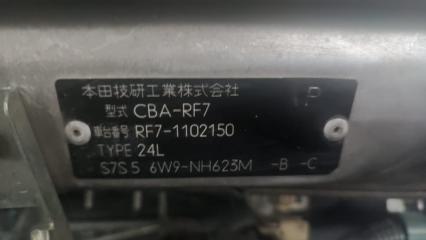 本田技研工業株式会社
型式 CBA-RF7
車台番号 RF7-1102150
TYPE 24L
S7S5 6W9-NH623M -B -C